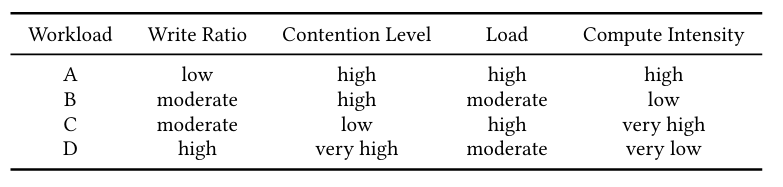 Workload Write Ratio Contention Level Load Compute Intensity
A low high high high
B moderate high moderate low
C moderate low high very high
D high very high moderate very low